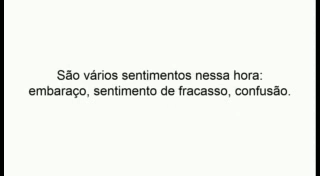 São vários sentimentos nessa hora:
embaraço, sentimento de fracasso, confusão.